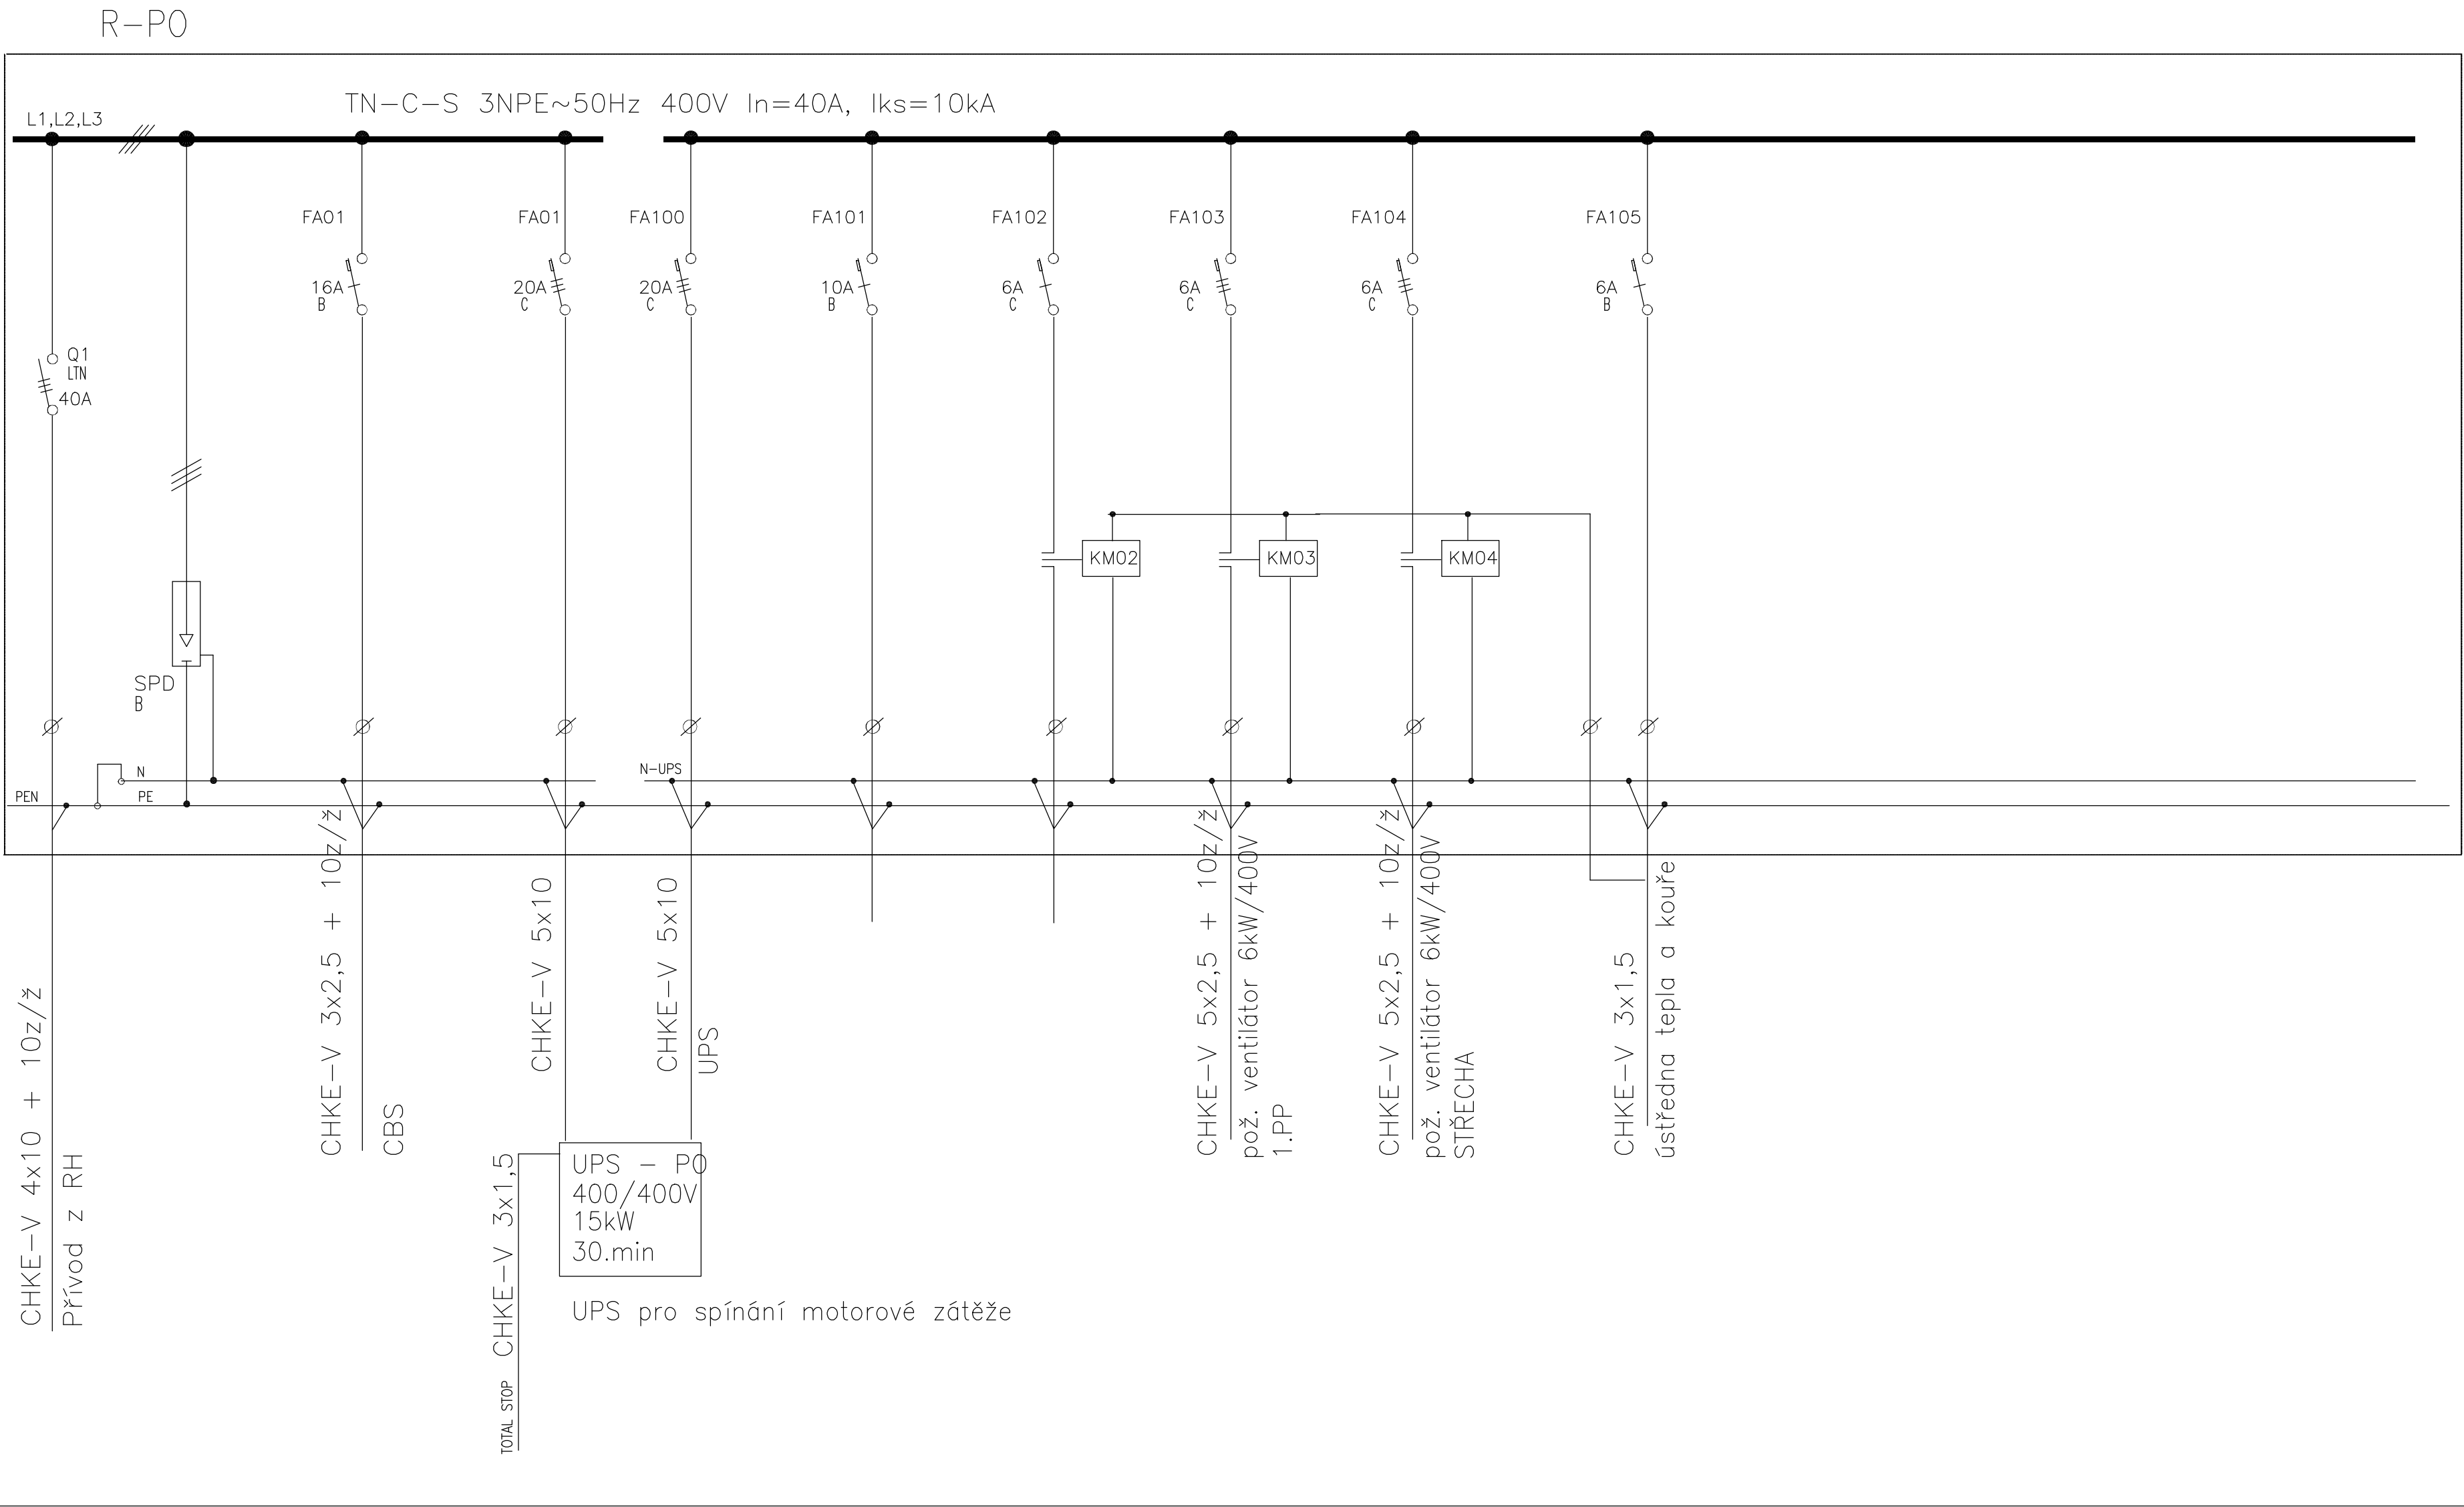 R-PO
TN-C-S 3NPE~50Hz 400V In=40A, Iks=10kA
L1,L2,L3
FA01
FA01
FA100
FA101
FA102
FA103
FA104
FA105
16A
B
20A
C
20A
C
10A
B
6A
C
6A
C
6A
C
6A
B
Q1
LTN
40A
KM02
KM03
KM04
SPD
B
N
N-UPS
PEN
PE
CHKE-V 4x10 + 10z/ž
Přívod z RH
CHKE-V 3x2,5 + 10z/ž
CBS
CHKE-V 5x10
CHKE-V 5x10
UPS
CHKE-V 5x2,5 + 10z/ž
pož. ventilátor 6kW/400V
1.PP
CHKE-V 5x2,5 + 10z/ž
pož. ventilátor 6kW/400V
STŘECHA
CHKE-V 3x1,5
ústředna tepla a kouře
TOTAL STOP CHKE-V 3x1,5
UPS - PO
400/400V
15kW
30.min
UPS pro spínání motorové zátěže